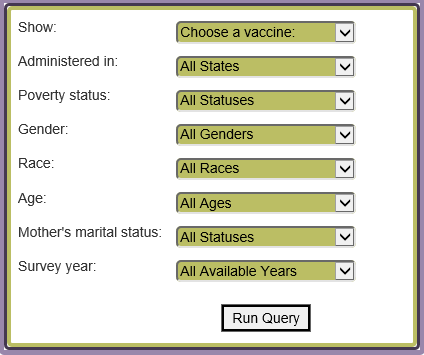 Show: Choose a vaccine:
Administered in: All States
Poverty status: All Statuses
Gender: All Genders
Race: All Races
Age: All Ages
Mother's marital status: All Statuses
Survey year: All Available Years
Run Query